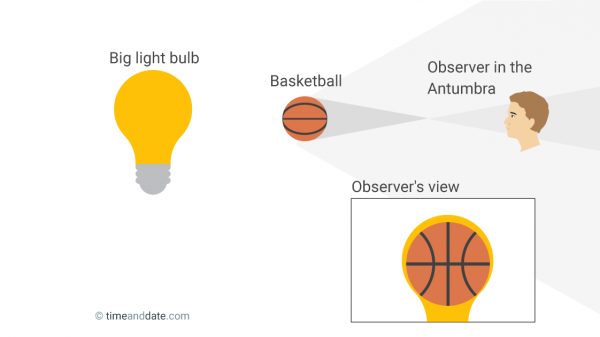 Big light bulb
Basketball
Observer in the
Antumbra
Observer's view
© timeanddate.com